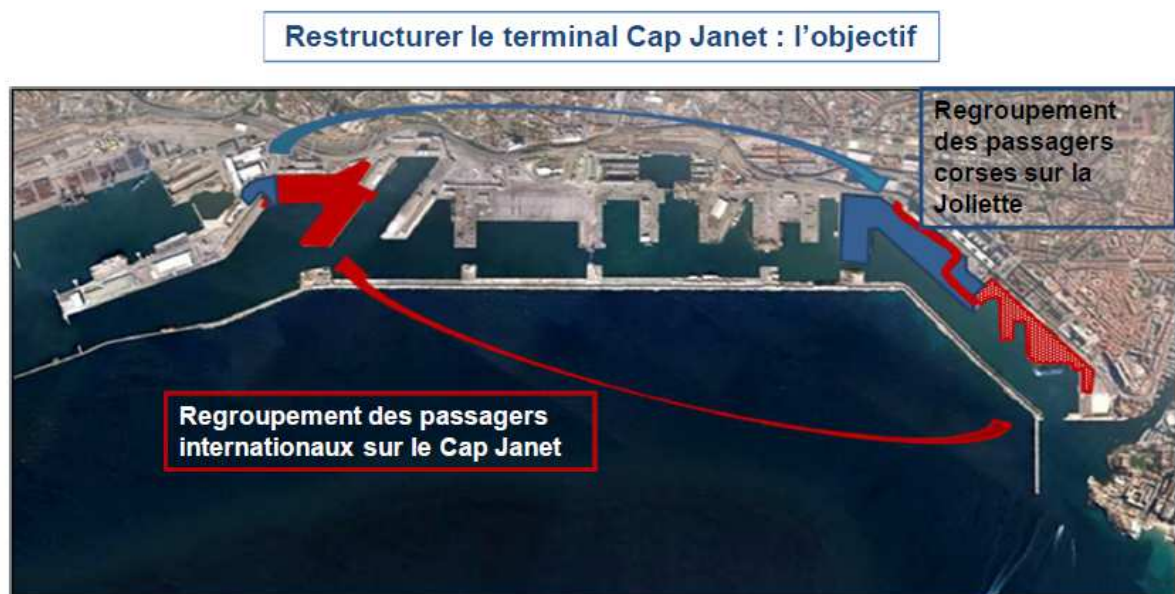 Restructurer le terminal Cap Janet : l’objectif
Regroupement
des passagers
corses sur la
Joliette
Regroupement des passagers
internationaux sur le Cap Janet